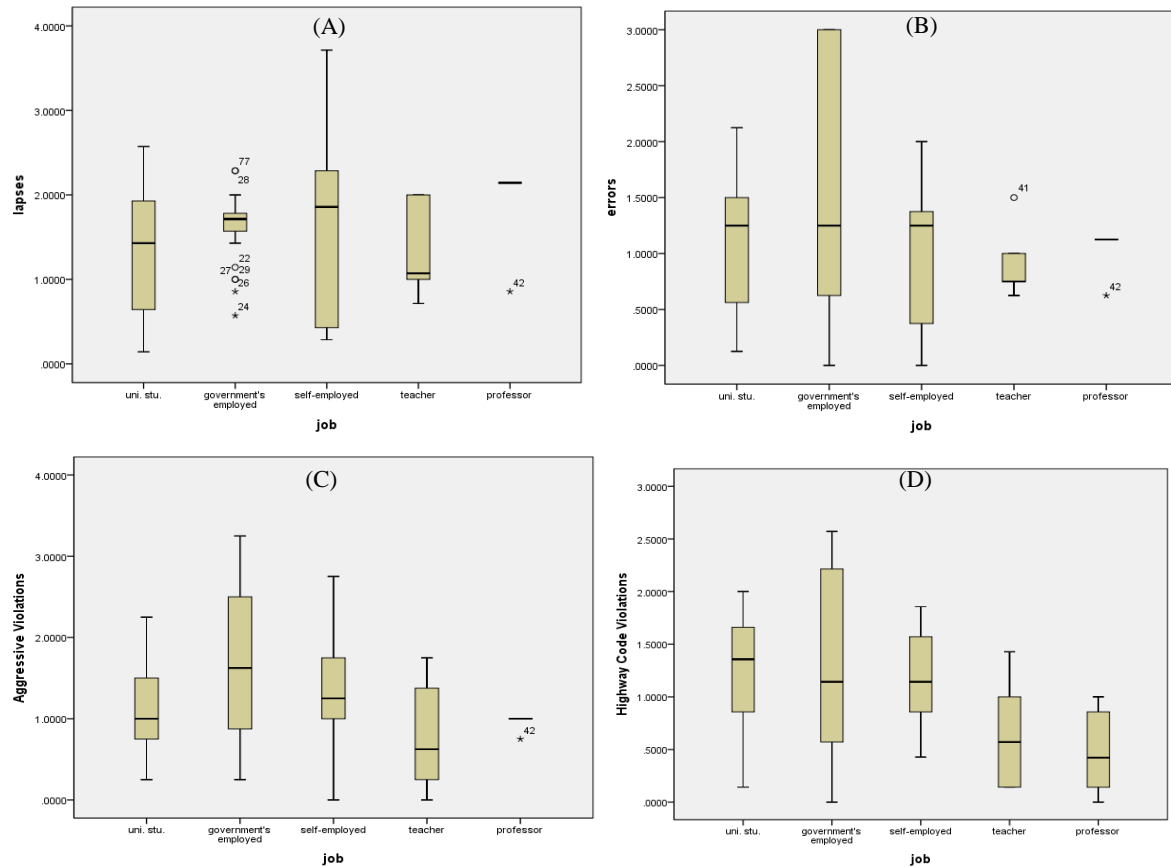 (A)
4.0000
3.0000
2.0000
1.0000
.0000
lapses
77
28
22
27
29
26
24
42
uni. stu.
government's
employed
self-employed
teacher
professor
job
(B)
3.0000
2.5000
2.0000
1.5000
1.0000
.5000
.0000
errors
41
42
uni. stu.
government's
employed
self-employed
teacher
professor
job
(C)
4.0000
3.0000
2.0000
1.0000
.0000
Aggressive Violations
42
uni. stu.
government's
employed
self-employed
teacher
professor
job
(D)
3.0000
2.5000
2.0000
1.5000
1.0000
.5000
.0000
Highway Code Violations
uni. stu.
government's
employed
self-employed
teacher
professor
job